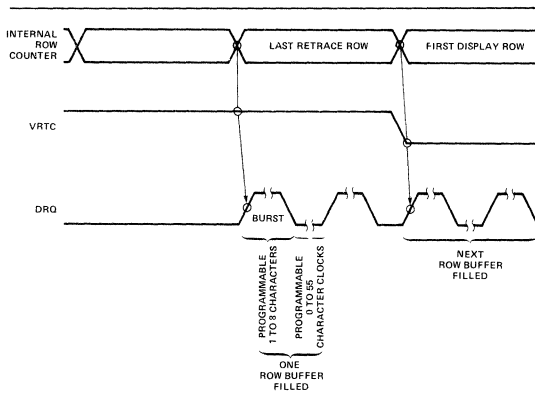 INTERNAL
ROW
COUNTER
LAST RETRACE ROW
FIRST DISPLAY ROW
VRTC
DRQ
BURST
PROGRAMMABLE
1 TO 8 CHARACTERS
PROGRAMMABLE
0 TO 55
CHARACTER CLOCKS
ONE
ROW BUFFER
FILLED
NEXT
ROW BUFFER
FILLED